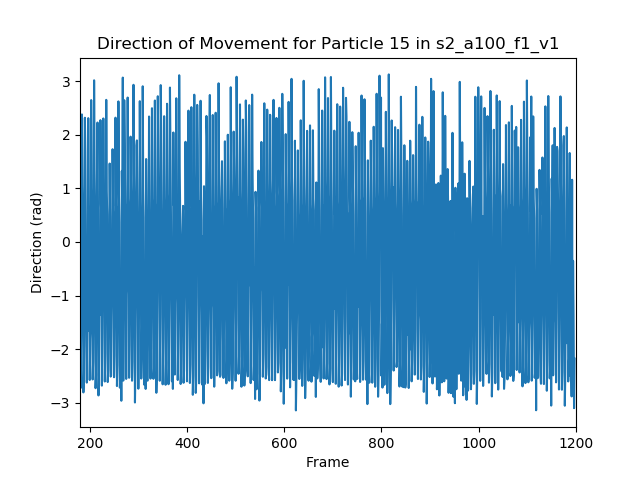 Direction of Movement for Particle 15 in s2_a100_f1_v1
3
2
1
0
−1
−2
−3
Direction (rad)
200 400 600 800 1000 1200
Frame